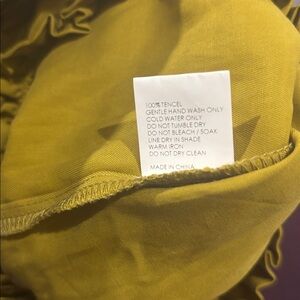 100%TENCEL
GENTLE HAND WASH ONLY
COLD WATER ONLY
DO NOT TUMBLE DRY
DO NOT BLEACH / SOAK
LINE DRY IN SHADE
WARM IRON
DO NOT DRY CLEAN
MADE IN CHINA